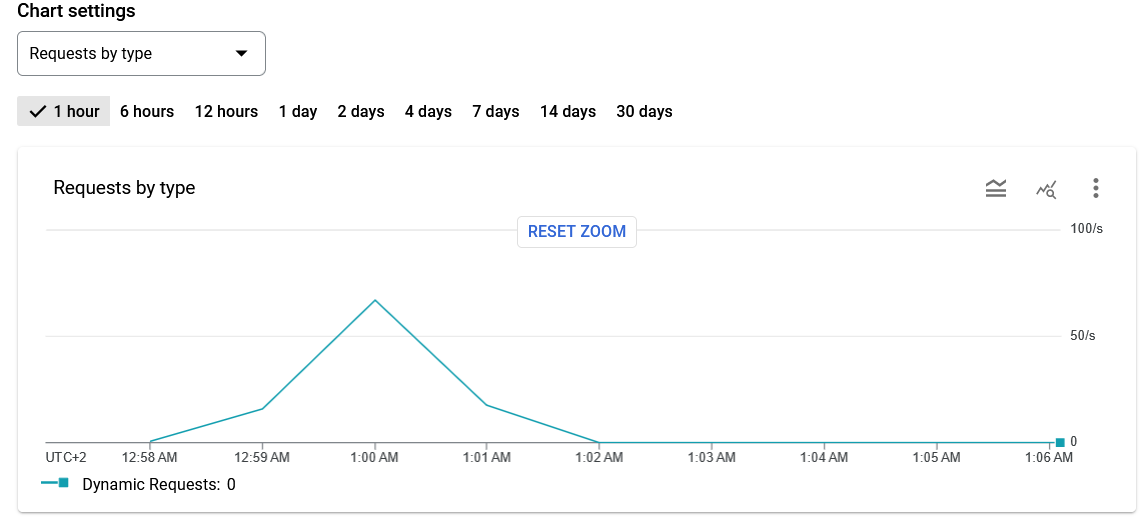 Chart settings
Requests by type
1 hour 6 hours 12 hours 1 day 2 days 4 days 7 days 14 days 30 days
Requests by type
RESET ZOOM
100/s
50/s
0
UTC+2 12:58 AM 12:59 AM 1:00 AM 1:01 AM 1:02 AM 1:03 AM 1:04 AM 1:05 AM 1:06 AM
Dynamic Requests: 0